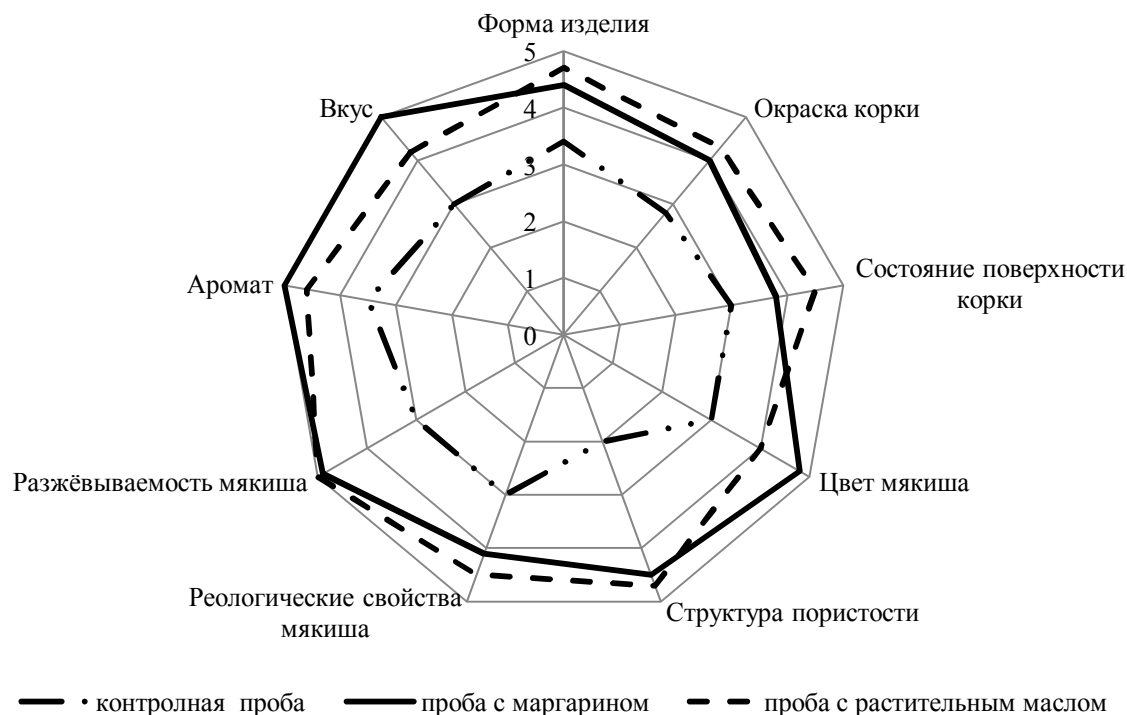 Форма изделия
5
Вкус
Окраска корки
4
3
2
Аромат
Состояние поверхности
корки
1
0
Разжёвываемость мякиша
Цвет мякиша
Реологические свойства
мякиша
Структура пористости
контролная проба
проба с маргарином
проба с растительным маслом